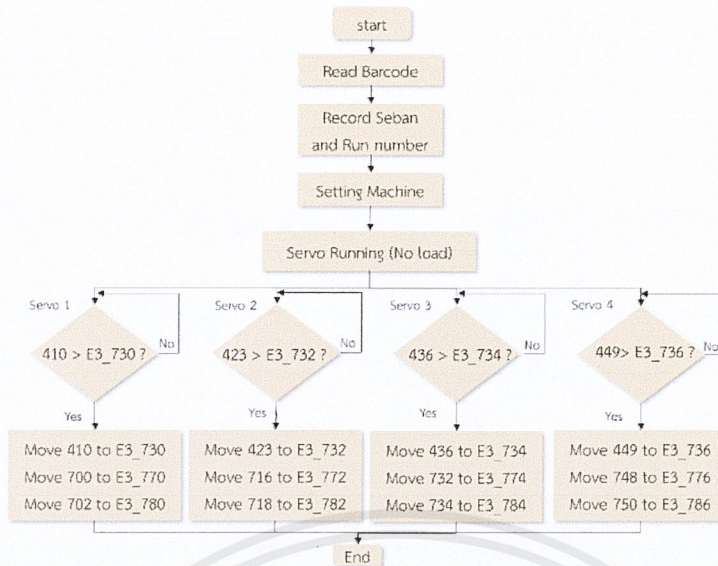 start
Read Barcode
Record Seban
and Run number
Setting Machine
Servo Running (No load)
Servo 1
410 > E3_730 ?
No
Yes
Move 410 to E3_730
Move 700 to E3_770
Move 702 to E3_780
Servo 2
423 > E3_732 ?
No
Yes
Move 423 to E3_732
Move 716 to E3_772
Move 718 to E3_782
Servo 3
436 > E3_734 ?
No
Yes
Move 436 to E3_734
Move 732 to E3_774
Move 734 to E3_784
Servo 4
449> E3_736 ?
No
Yes
Move 449 to E3_736
Move 748 to E3_776
Move 750 to E3_786
End